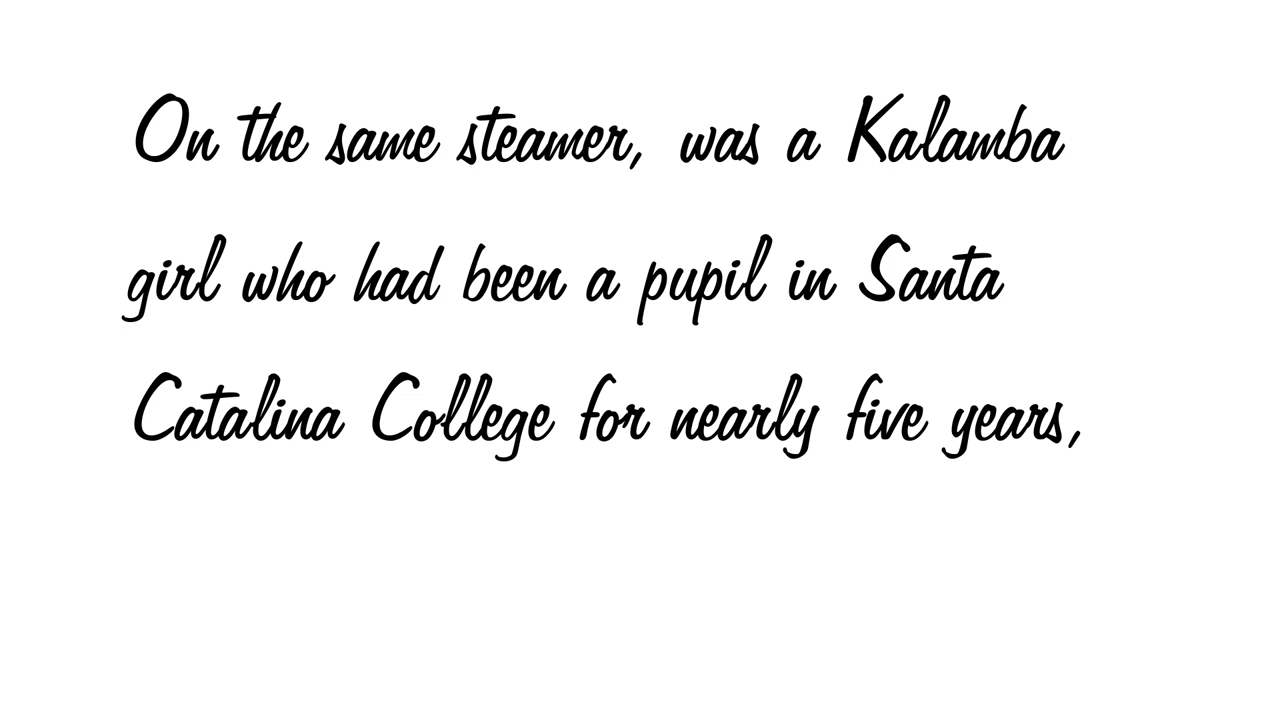 On the same steamer, was a Kalamba
girl who had been a pupil in Santa
Catalina College for nearly five years,